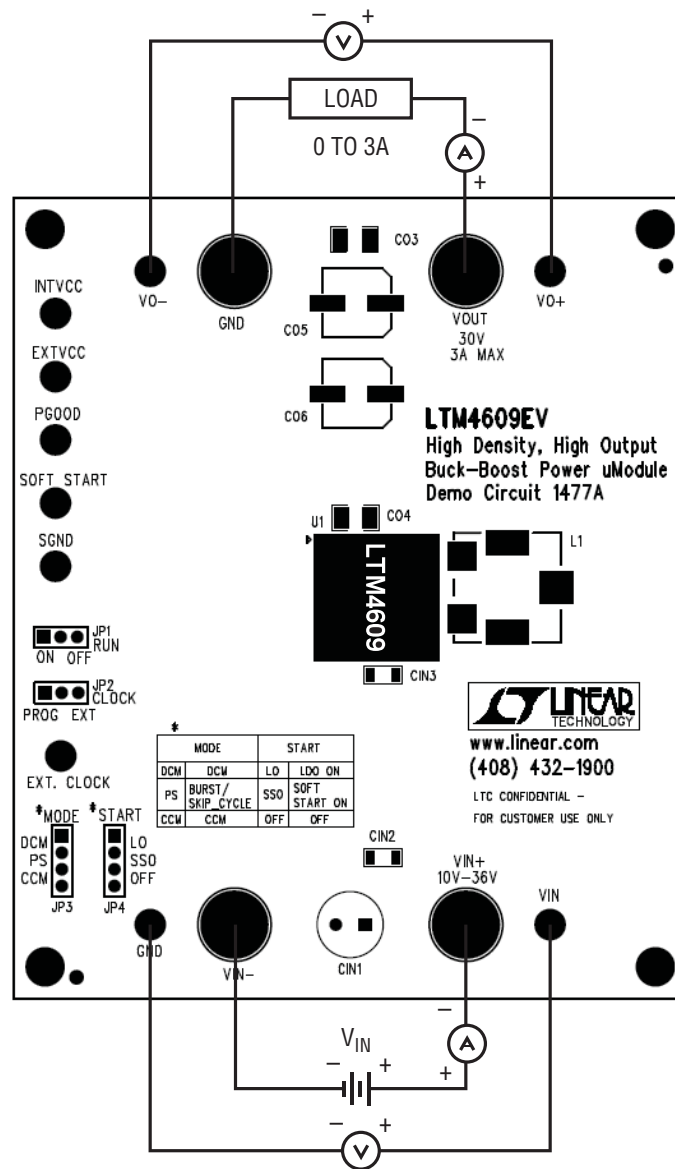 − V +
LOAD
−
0 TO 3A
A
+
CO3
INTVCC
VO−
GND
CO5
VOUT
30V
3A MAX
VO+
EXTVCC
PGOOD
CO6
LTM4609EV
High Density, High Output
Buck−Boost Power uModule
Demo Circuit 1477A
SOFT START
SGND
U1
CO4
L1
LTM4609
JP1
RUN
ON OFF
CIN3
JP2
CLOCK
PROG EXT
EXT. CLOCK
*
MODE START
DCM DCM LO LDO ON
PS BURST/ SKIP_CYCLE SSO SOFT START ON
CCM CCM OFF OFF
LT LINEAR
TECHNOLOGY
www.linear.com
(408) 432−1900
LTC CONFIDENTIAL −
FOR CUSTOMER USE ONLY
*MODE *START
DCM LO
PS SSO
CCM OFF
JP3 JP4
CIN2
VIN+
10V−36V
VIN
GND
VIN−
CIN1
−
VIN
A
− +
+
− V +